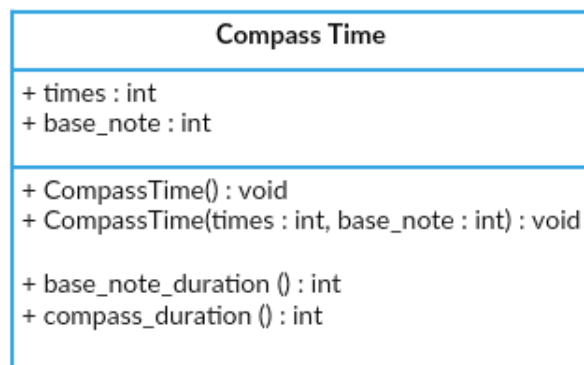 Compass Time
+ times : int
+ base_note : int
+ CompassTime() : void
+ CompassTime(times : int, base_note : int) : void
+ base_note_duration () : int
+ compass_duration () : int